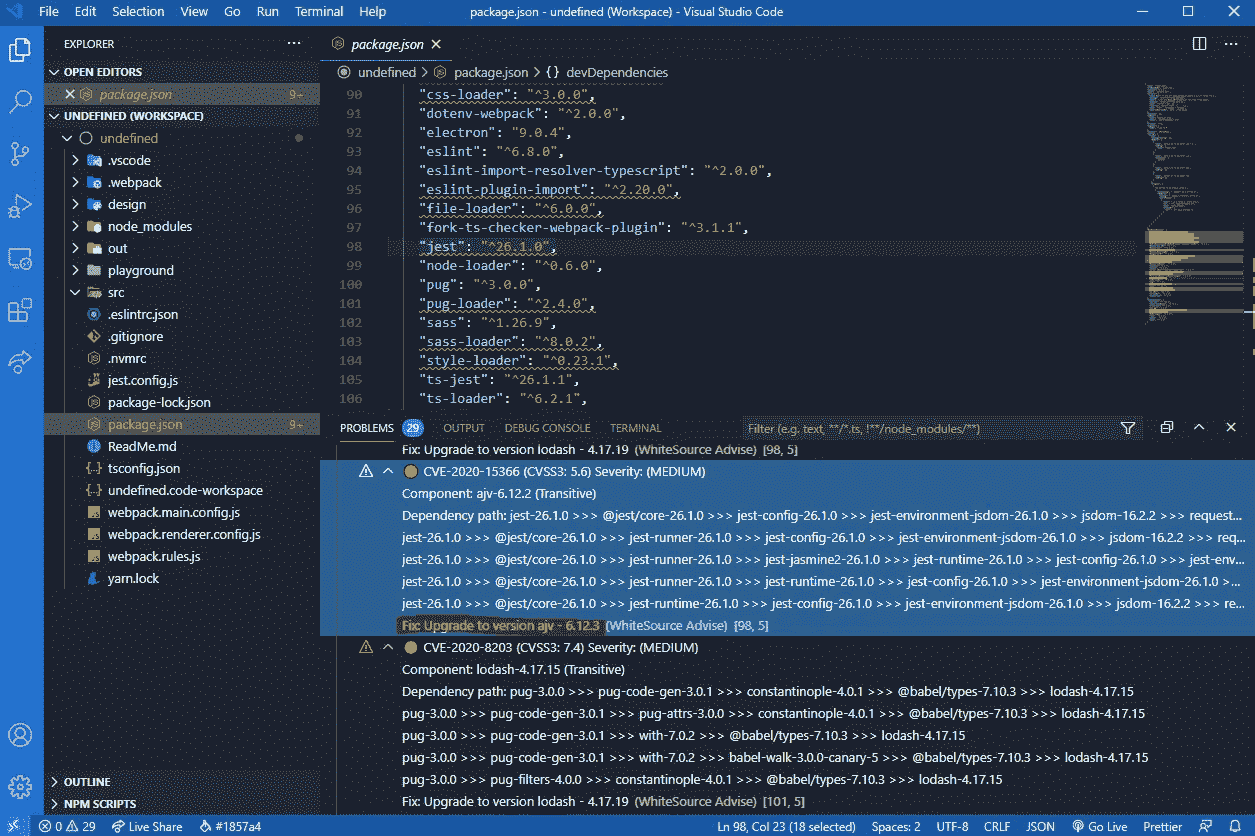 File Edit Selection View Go Run Terminal Help package.json - undefined (Workspace) - Visual Studio Code
EXPLORER
OPEN EDITORS
package.json 9+
UNDEFINED (WORKSPACE)
undefined
.vscode
.webpack
design
node_modules
out
playground
src
.eslintrc.json
.gitignore
.nvmrc
jest.config.js
package-lock.json
package.json 9+
ReadMe.md
tsconfig.json
undefined.code-workspace
webpack.main.config.js
webpack.renderer.config.js
webpack.rules.js
yarn.lock
OUTLINE
NPM SCRIPTS
package.json
undefined > package.json > {} devDependencies
90 "css-loader": "^3.0.0",
91 "dotenv-webpack": "^2.0.0",
92 "electron": "9.0.4",
93 "eslint": "^6.8.0",
94 "eslint-import-resolver-typescript": "^2.0.0",
95 "eslint-plugin-import": "^2.20.0",
96 "file-loader": "^6.0.0",
97 "fork-ts-checker-webpack-plugin": "^3.1.1",
98 "jest": "^26.1.0",
99 "node-loader": "^0.6.0",
100 "pug": "^3.0.0",
101 "pug-loader": "^2.4.0",
102 "sass": "^1.26.9",
103 "sass-loader": "^8.0.2",
104 "style-loader": "^0.23.1",
105 "ts-jest": "^26.1.1",
106 "ts-loader": "^6.2.1",
PROBLEMS 29 OUTPUT DEBUG CONSOLE TERMINAL Filter (e.g. text, **/*.ts, !**/node_modules/**)
Fix: Upgrade to version lodash - 4.17.19 (WhiteSource Advise) [98, 5]
CVE-2020-15366 (CVSS3: 5.6) Severity: (MEDIUM)
Component: ajv-6.12.2 (Transitive)
Dependency path: jest-26.1.0 >>> @jest/core-26.1.0 >>> jest-config-26.1.0 >>> jest-environment-jsdom-26.1.0 >>> jsdom-16.2.2 >>> request...
jest-26.1.0 >>> @jest/core-26.1.0 >>> jest-runner-26.1.0 >>> jest-config-26.1.0 >>> jest-environment-jsdom-26.1.0 >>> jsdom-16.2.2 >>> req...
jest-26.1.0 >>> @jest/core-26.1.0 >>> jest-runner-26.1.0 >>> jest-jasmine2-26.1.0 >>> jest-runtime-26.1.0 >>> jest-config-26.1.0 >>> jest-env...
jest-26.1.0 >>> @jest/core-26.1.0 >>> jest-runner-26.1.0 >>> jest-runtime-26.1.0 >>> jest-config-26.1.0 >>> jest-environment-jsdom-26.1.0 >...
jest-26.1.0 >>> @jest/core-26.1.0 >>> jest-runtime-26.1.0 >>> jest-config-26.1.0 >>> jest-environment-jsdom-26.1.0 >>> jsdom-16.2.2 >>> re...
Fix: Upgrade to version ajv - 6.12.3 (WhiteSource Advise) [98, 5]
CVE-2020-8203 (CVSS3: 7.4) Severity: (MEDIUM)
Component: lodash-4.17.15 (Transitive)
Dependency path: pug-3.0.0 >>> pug-code-gen-3.0.1 >>> constantinople-4.0.1 >>> @babel/types-7.10.3 >>> lodash-4.17.15
pug-3.0.0 >>> pug-code-gen-3.0.1 >>> pug-attrs-3.0.0 >>> constantinople-4.0.1 >>> @babel/types-7.10.3 >>> lodash-4.17.15
pug-3.0.0 >>> pug-code-gen-3.0.1 >>> with-7.0.2 >>> @babel/types-7.10.3 >>> lodash-4.17.15
pug-3.0.0 >>> pug-code-gen-3.0.1 >>> with-7.0.2 >>> babel-walk-3.0.0-canary-5 >>> @babel/types-7.10.3 >>> lodash-4.17.15
pug-3.0.0 >>> pug-filters-4.0.0 >>> constantinople-4.0.1 >>> @babel/types-7.10.3 >>> lodash-4.17.15
Fix: Upgrade to version lodash - 4.17.19 (WhiteSource Advise) [101, 5]
0 29 Live Share #1857a4 Ln 98, Col 23 (18 selected) Spaces: 2 UTF-8 CRLF JSON Go Live Prettier